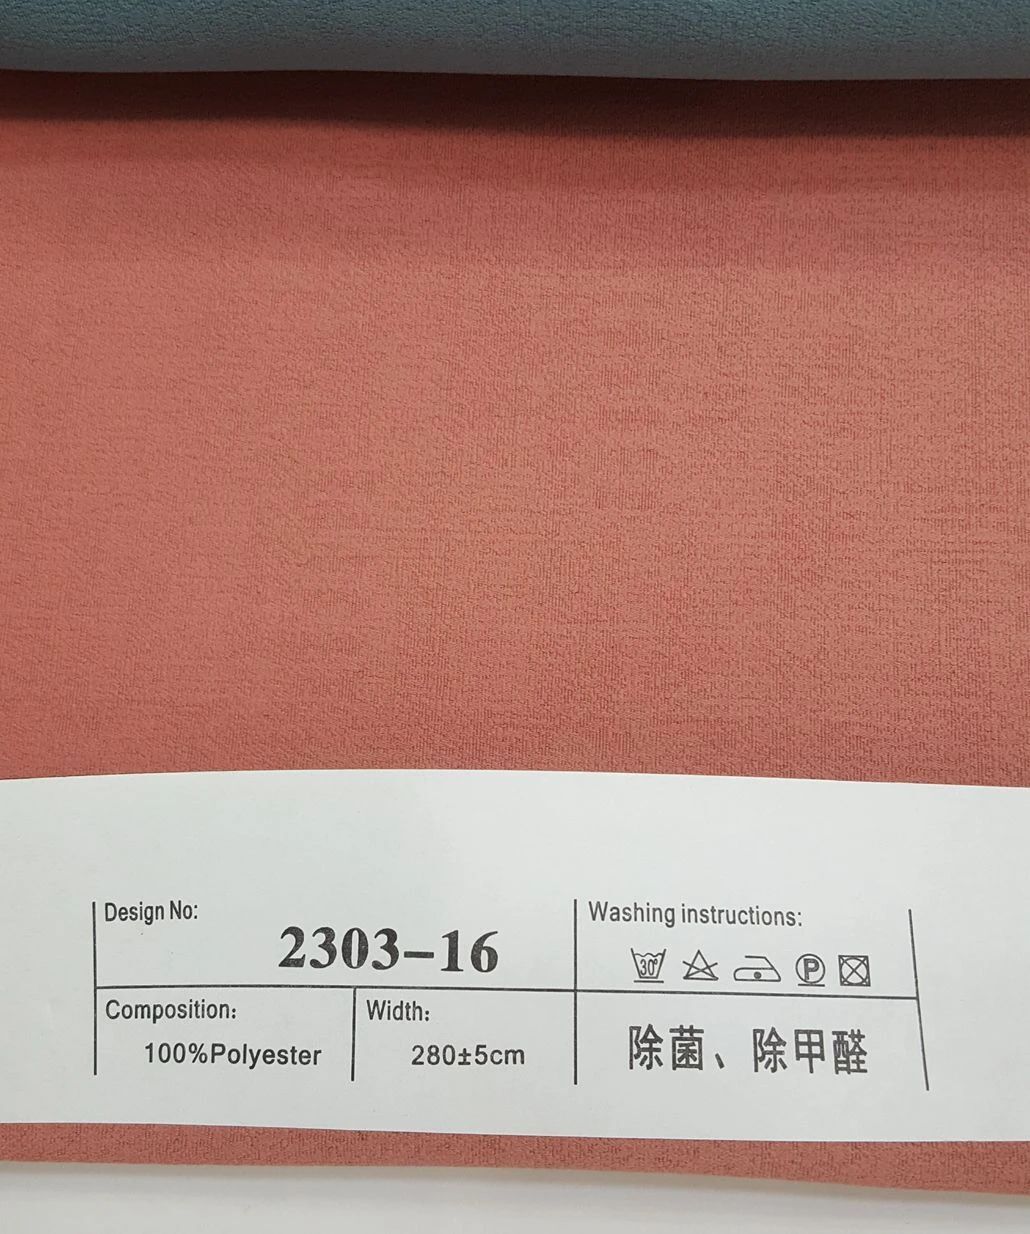 Design No:
2303-16
Washing instructions:
30°
P
Composition:
100%Polyester
Width:
280±5cm
除菌、除甲醛